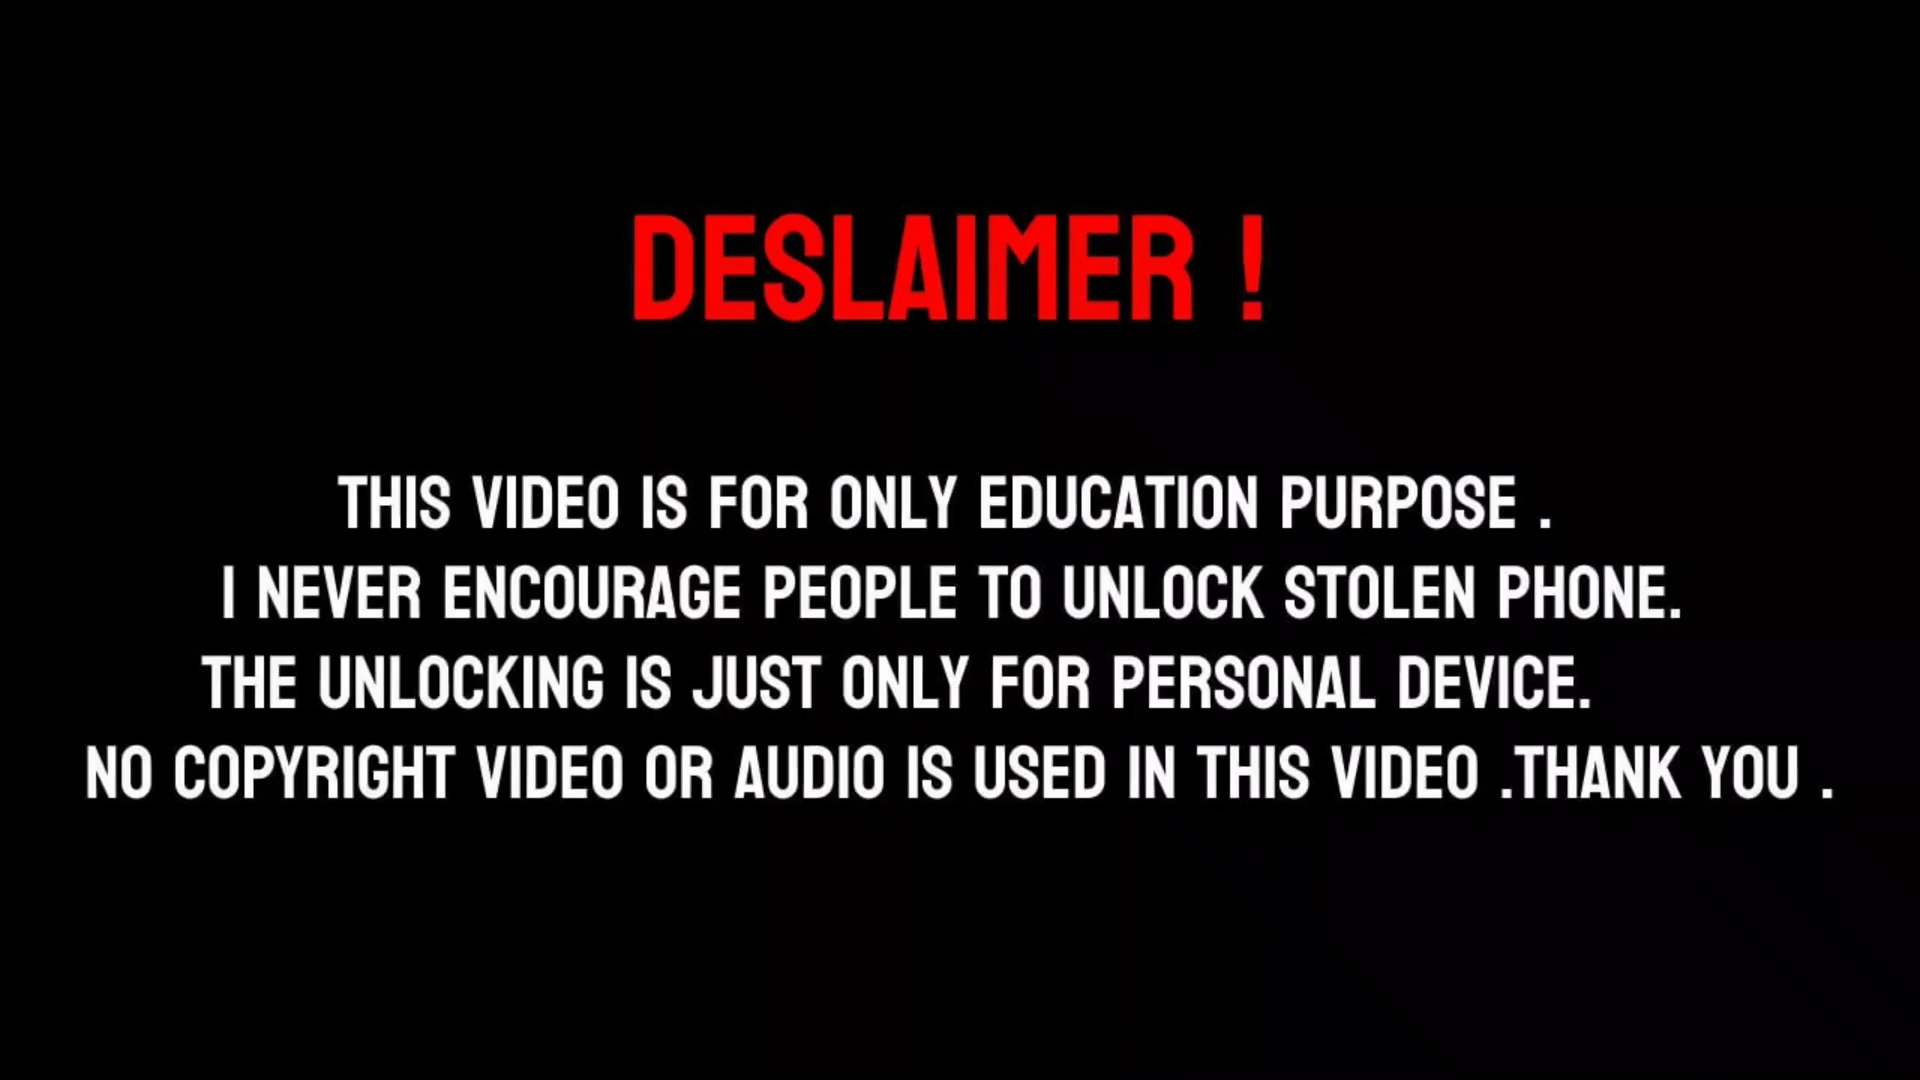 DESLAIMER !
THIS VIDEO IS FOR ONLY EDUCATION PURPOSE .
I NEVER ENCOURAGE PEOPLE TO UNLOCK STOLEN PHONE.
THE UNLOCKING IS JUST ONLY FOR PERSONAL DEVICE.
NO COPYRIGHT VIDEO OR AUDIO IS USED IN THIS VIDEO .THANK YOU .